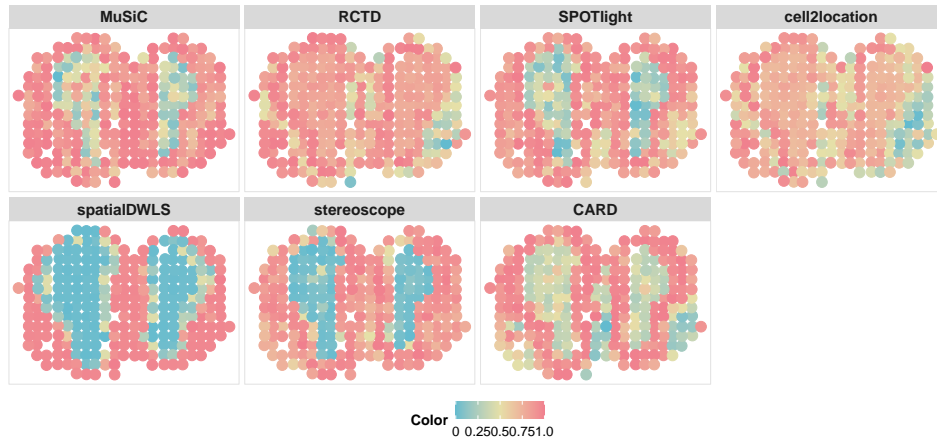 MuSiC RCTD SPOTlight cell2location
spatialDWLS stereoscope CARD
Color
0 0.250.50.751.0